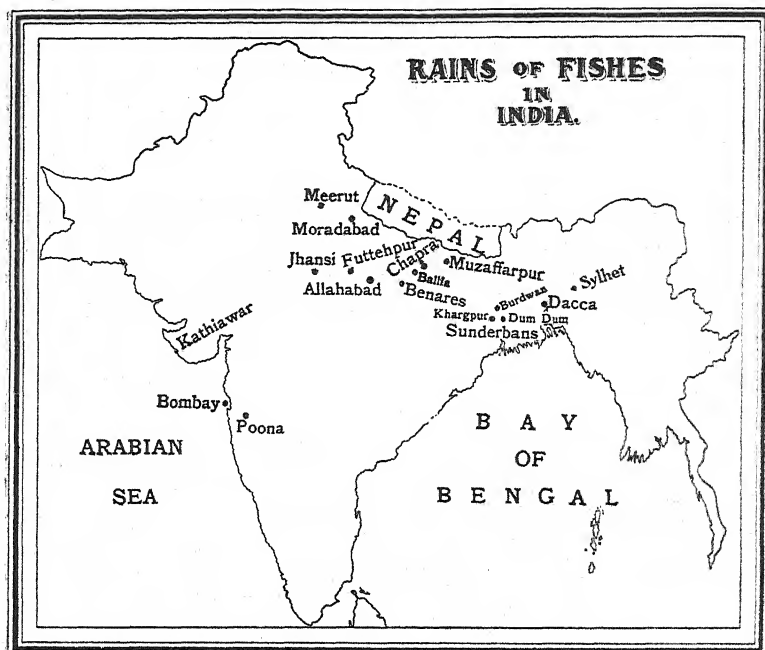 RAINS OF FISHES
IN
INDIA.
Meerut
Moradabad
NEPAL
Jhansi
Futtehpur
Chapra
Muzaffarpur
Ballia
Allahabad
Benares
Sylhet
Burdwan
Dacca
Khargpur
Dum Dum
Sunderbans
Kathiawar
Bombay
Poona
ARABIAN
SEA
BAY
OF
BENGAL